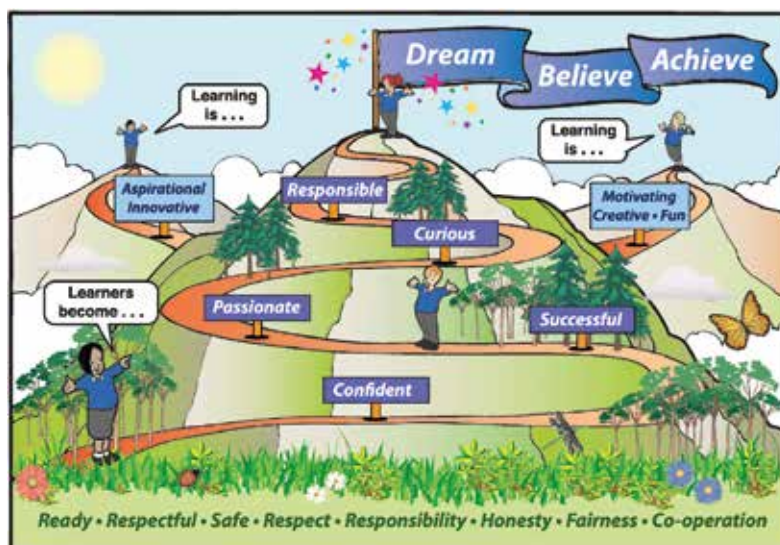 Dream
Believe
Achieve
Learning
is . . .
Learning
is . . .
Aspirational
Innovative
Responsible
Motivating
Creative • Fun
Curious
Learners
become . . .
Passionate
Successful
Confident
Ready • Respectful • Safe • Respect • Responsibility • Honesty • Fairness • Co-operation